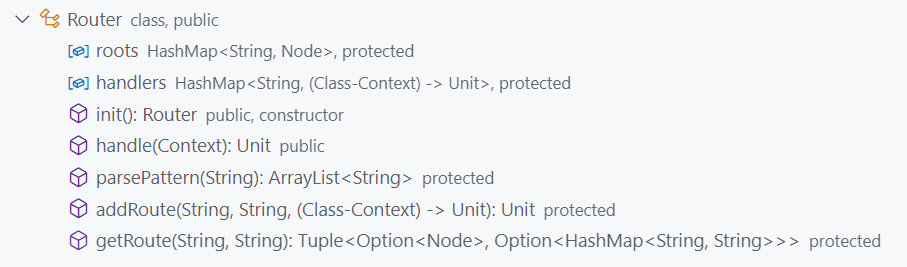 Router class, public
roots HashMap<String, Node>, protected
handlers HashMap<String, (Class-Context) -> Unit>, protected
init(): Router public, constructor
handle(Context): Unit public
parsePattern(String): ArrayList<String> protected
addRoute(String, String, (Class-Context) -> Unit): Unit protected
getRoute(String, String): Tuple<Option<Node>, Option<HashMap<String, String>>> protected